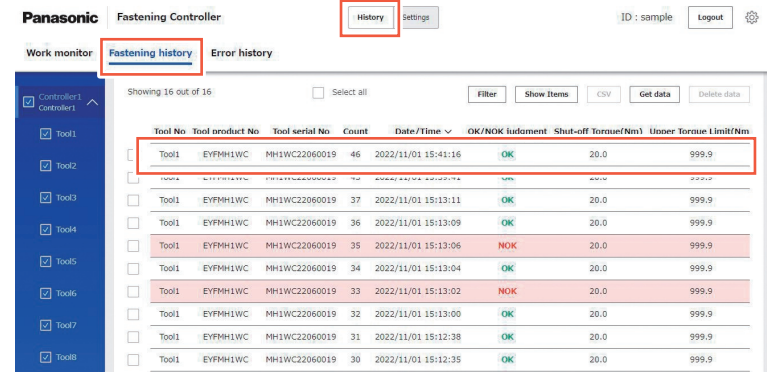 Panasonic Fastening Controller History Settings ID : sample Logout
Work monitor Fastening history Error history
Controller1
Controller1
Tool1
Tool2
Tool3
Tool4
Tool5
Tool6
Tool7
Tool8
Showing 16 out of 16 Select all Filter Show Items CSV Get data Delete data
Tool No Tool product No Tool serial No Count Date/Time OK/NOK judgment Shut-off Torque(Nm) Upper Torque Limit(Nm
Tool1 EYFMH1WC MH1WC22060019 46 2022/11/01 15:41:16 OK 20.0 999.9
Tool1 EYFMH1WC MH1WC22060019 OK 20.0 999.9
Tool1 EYFMH1WC MH1WC22060019 37 2022/11/01 15:13:11 OK 20.0 999.9
Tool1 EYFMH1WC MH1WC22060019 36 2022/11/01 15:13:09 OK 20.0 999.9
Tool1 EYFMH1WC MH1WC22060019 35 2022/11/01 15:13:06 NOK 20.0 999.9
Tool1 EYFMH1WC MH1WC22060019 34 2022/11/01 15:13:04 OK 20.0 999.9
Tool1 EYFMH1WC MH1WC22060019 33 2022/11/01 15:13:02 NOK 20.0 999.9
Tool1 EYFMH1WC MH1WC22060019 32 2022/11/01 15:13:00 OK 20.0 999.9
Tool1 EYFMH1WC MH1WC22060019 31 2022/11/01 15:12:38 OK 20.0 999.9
Tool1 EYFMH1WC MH1WC22060019 30 2022/11/01 15:12:35 OK 20.0 999.9